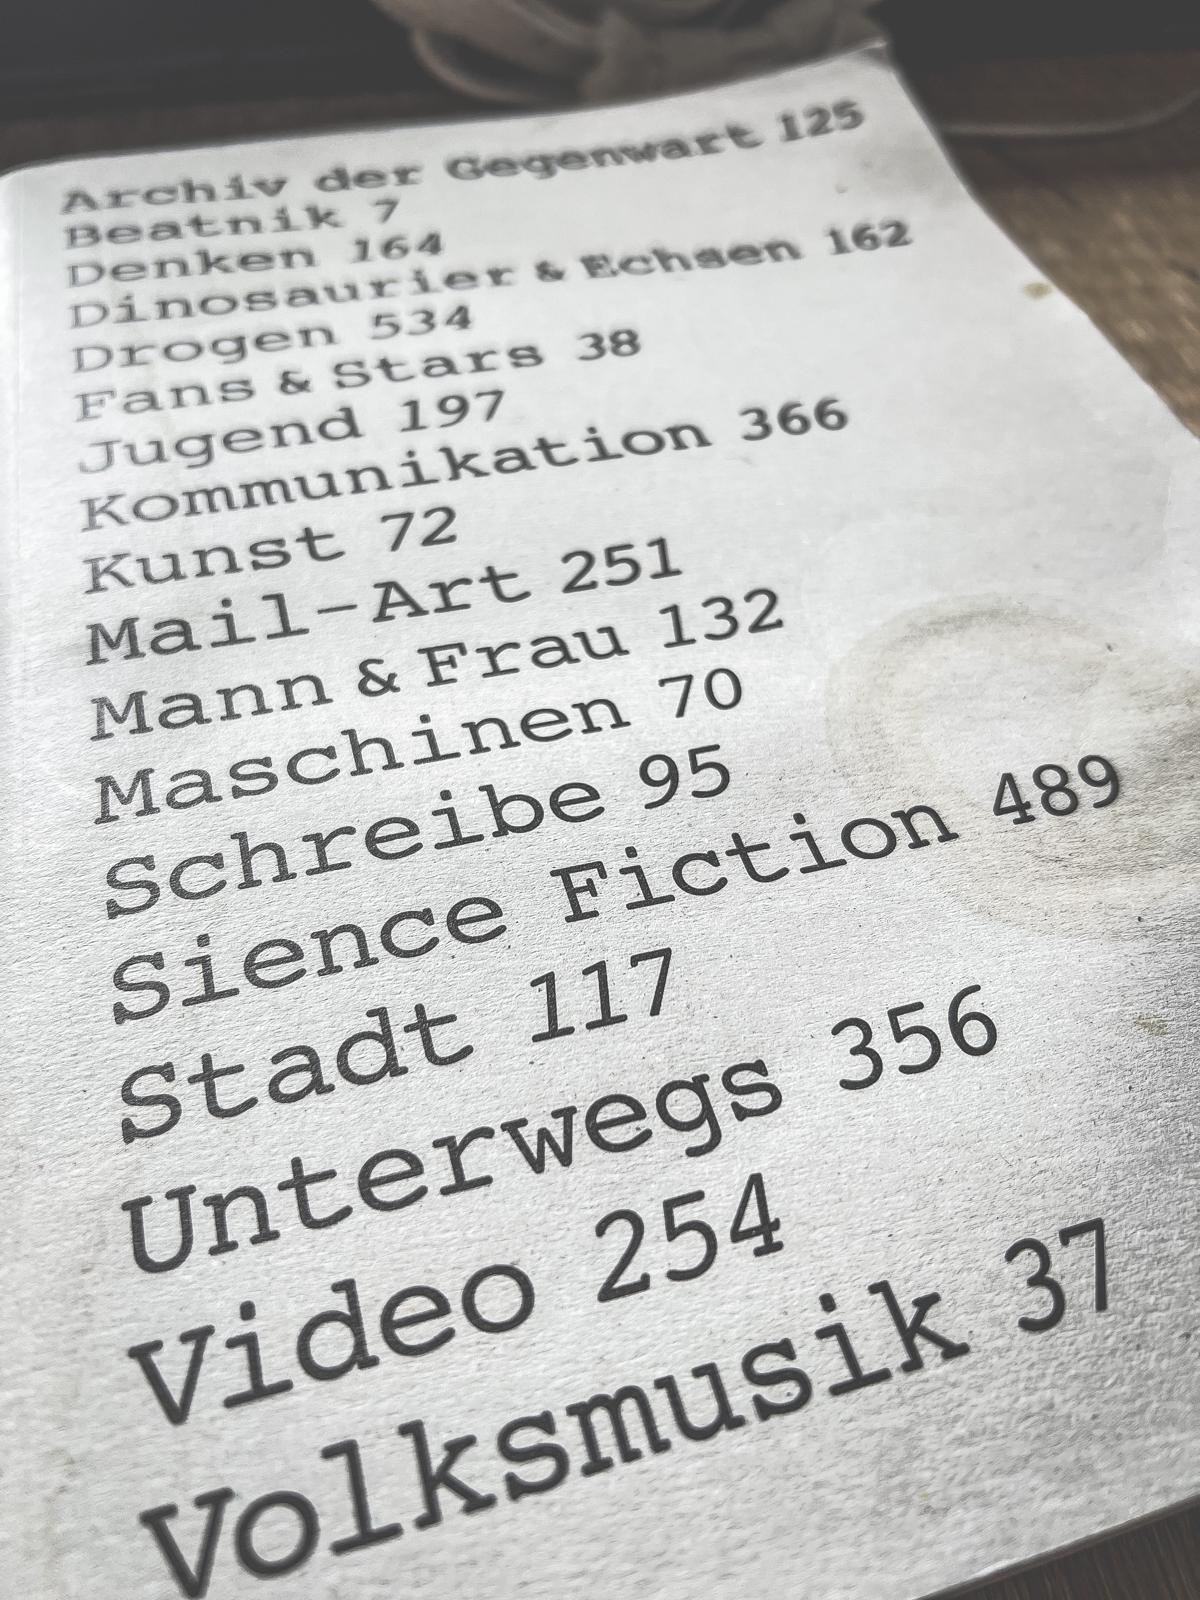 Archiv der Gegenwart 125
Beatnik 7
Denken 164
Dinosaurier & Echsen 162
Drogen 534
Fans & Stars 38
Jugend 197
Kommunikation 366
Kunst 72
Mail-Art 251
Mann & Frau 132
Maschinen 70
Schreibe 95
Sience Fiction 489
Stadt 117
Unterwegs 356
Video 254
Volksmusik 37